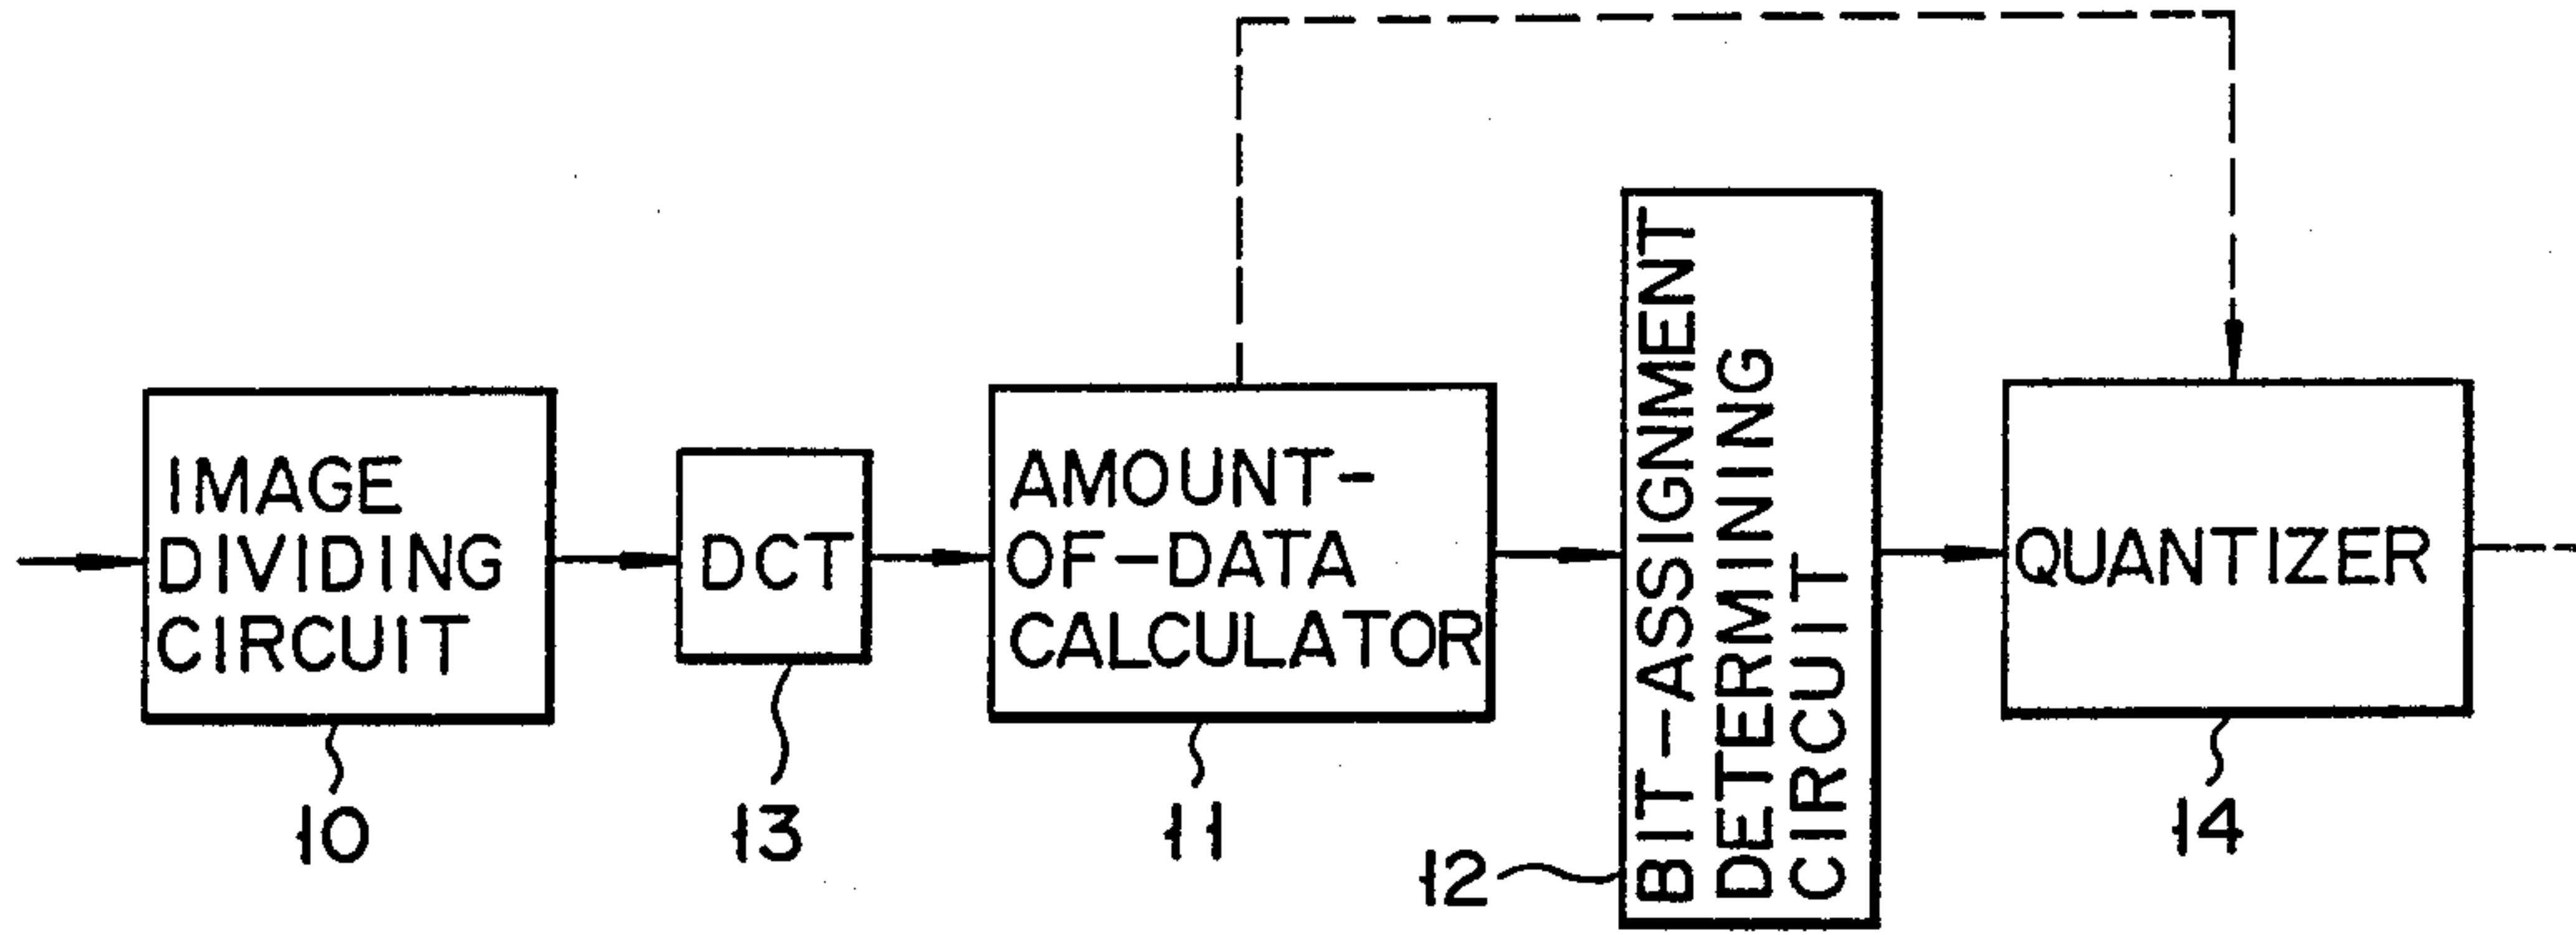 IMAGE
DIVIDING
CIRCUIT
10
DCT
13
AMOUNT-
OF-DATA
CALCULATOR
11
BIT-ASSIGNMENT
DETERMINING
CIRCUIT
12
QUANTIZER
14